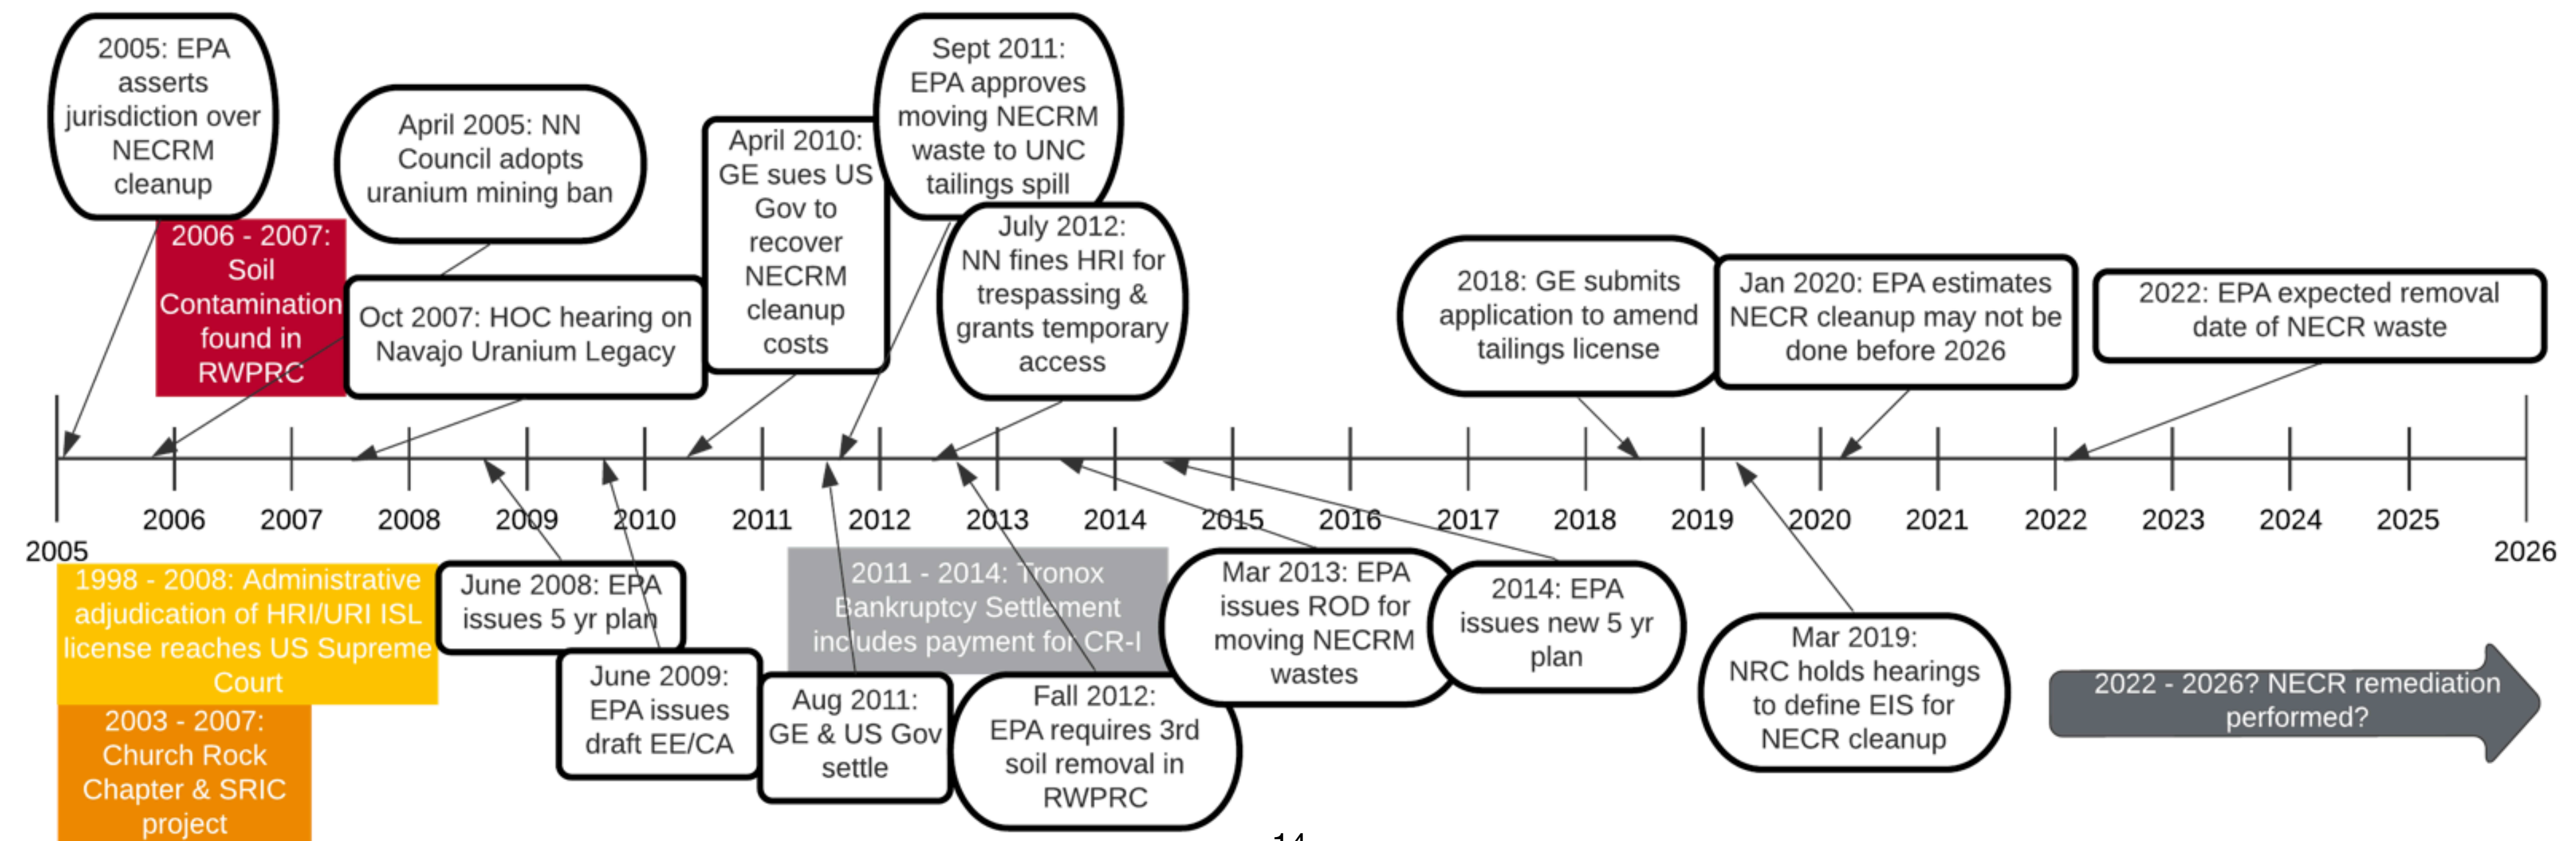 2005: EPA
asserts
jurisdiction over
NECRM
cleanup
April 2005: NN
Council adopts
uranium mining ban
2006 - 2007:
Soil
Contamination
found in
RWPRC
Oct 2007: HOC hearing on
Navajo Uranium Legacy
April 2010:
GE sues US
Gov to
recover
NECRM
cleanup
costs
Sept 2011:
EPA approves
moving NECRM
waste to UNC
tailings spill
July 2012:
NN fines HRI for
trespassing &
grants temporary
access
2018: GE submits
application to amend
tailings license
Jan 2020: EPA estimates
NECR cleanup may not be
done before 2026
2022: EPA expected removal
date of NECR waste
2005
2006
2007
2008
2009
2010
2011
2012
2013
2014
2015
2016
2017
2018
2019
2020
2021
2022
2023
2024
2025
2026
1998 - 2008: Administrative
adjudication of HRI/URI ISL
license reaches US Supreme
Court
2003 - 2007:
Church Rock
Chapter & SRIC
project
June 2008: EPA
issues 5 yr plan
June 2009:
EPA issues
draft EE/CA
2011 - 2014: Tronox
Bankruptcy Settlement
includes payment for CR-I
Aug 2011:
GE & US Gov
settle
Fall 2012:
EPA requires 3rd
soil removal in
RWPRC
Mar 2013: EPA
issues ROD for
moving NECRM
wastes
2014: EPA
issues new 5 yr
plan
Mar 2019:
NRC holds hearings
to define EIS for
NECR cleanup
2022 - 2026? NECR remediation
performed?
14